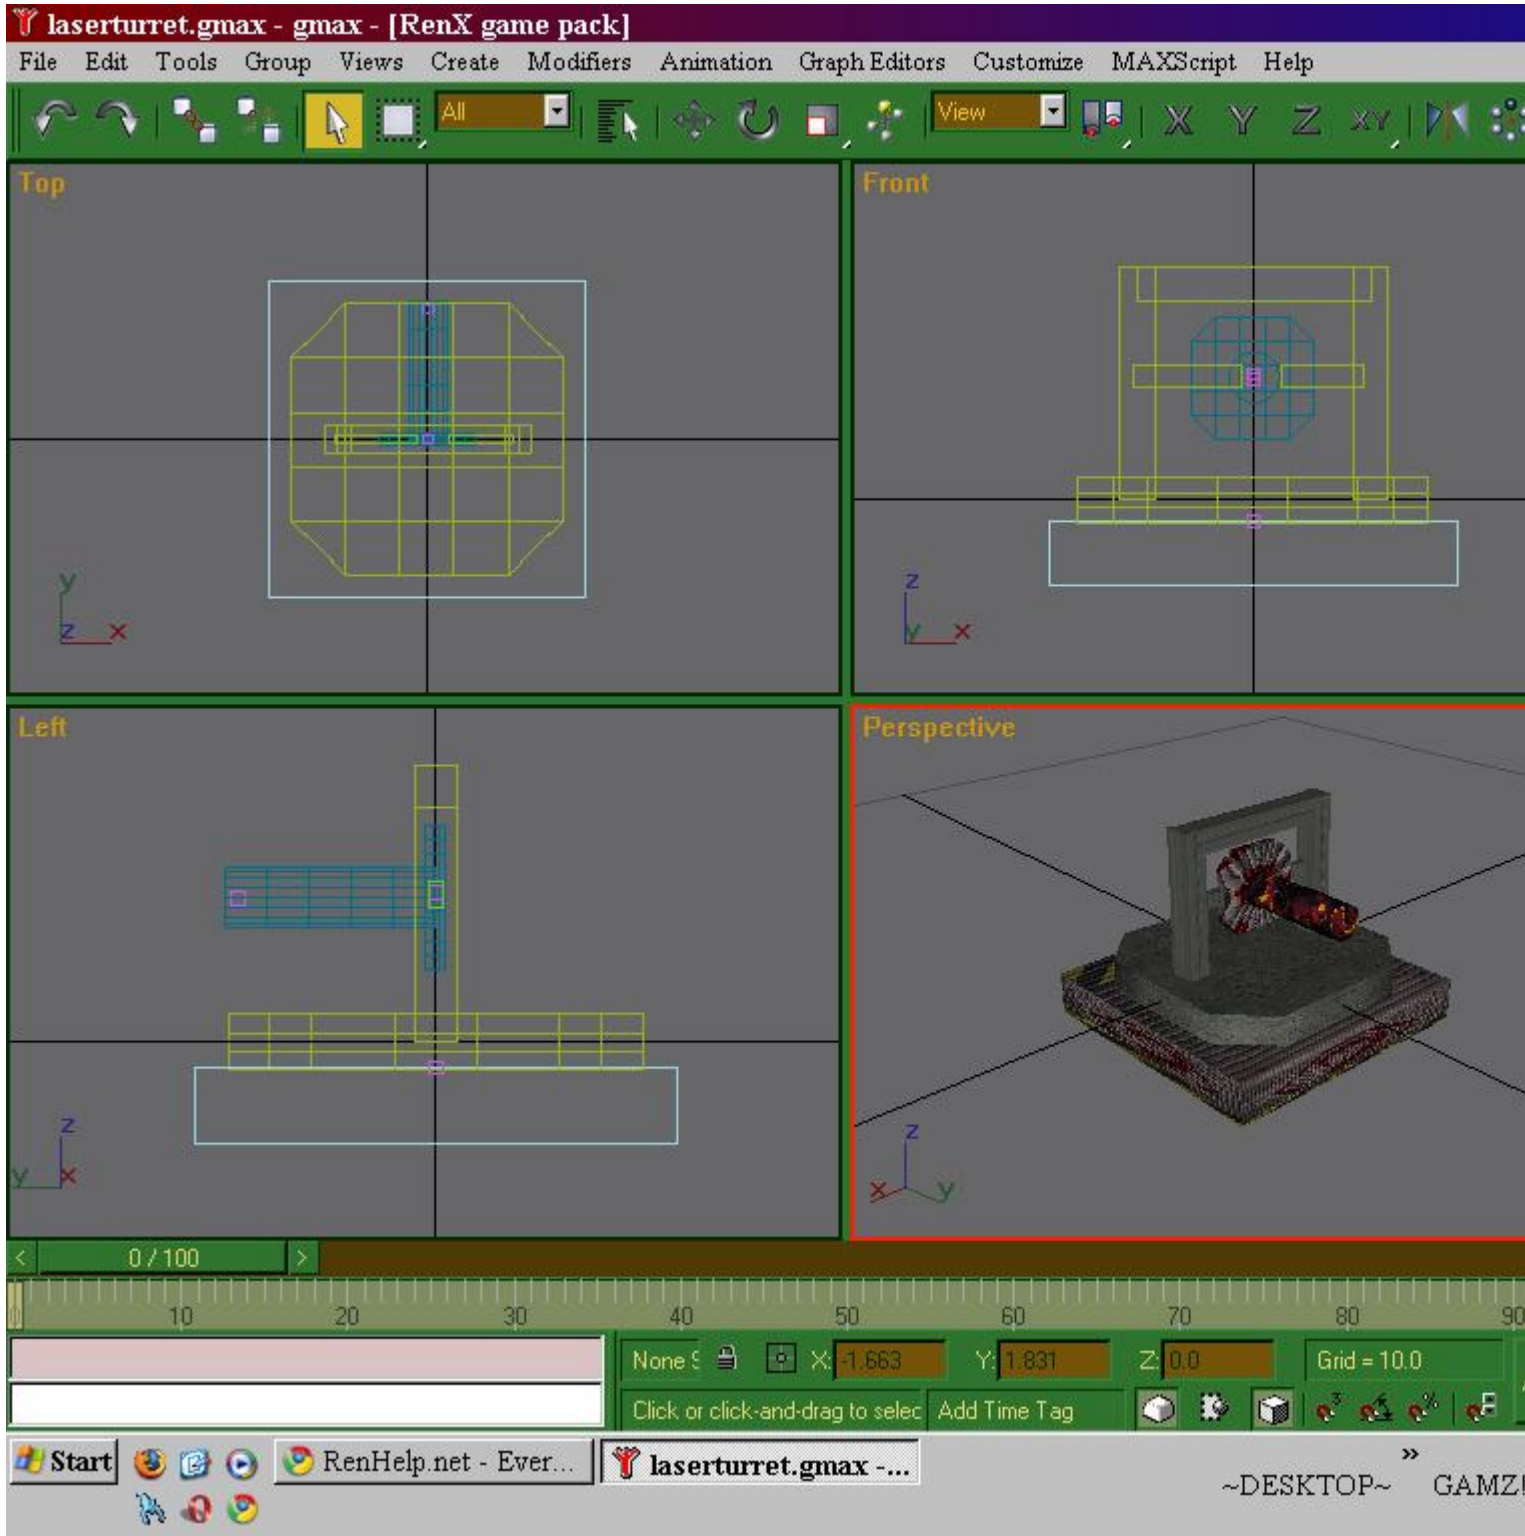 laserturret.gmax - gmax - [RenX game pack]
File Edit Tools Group Views Create Modifiers Animation Graph Editors Customize MAXScript Help
All View X Y Z XY
Top
Front
y
z x
z
y x
Left
Perspective
z
y x
z
x y
< 0 / 100 >
0 10 20 30 40 50 60 70 80 90
None S X: -1.663 Y: 1.831 Z: 0.0 Grid = 10.0
Click or click-and-drag to selec Add Time Tag
Start RenHelp.net - Ever... laserturret.gmax -... »
~DESKTOP~ GAMZ!